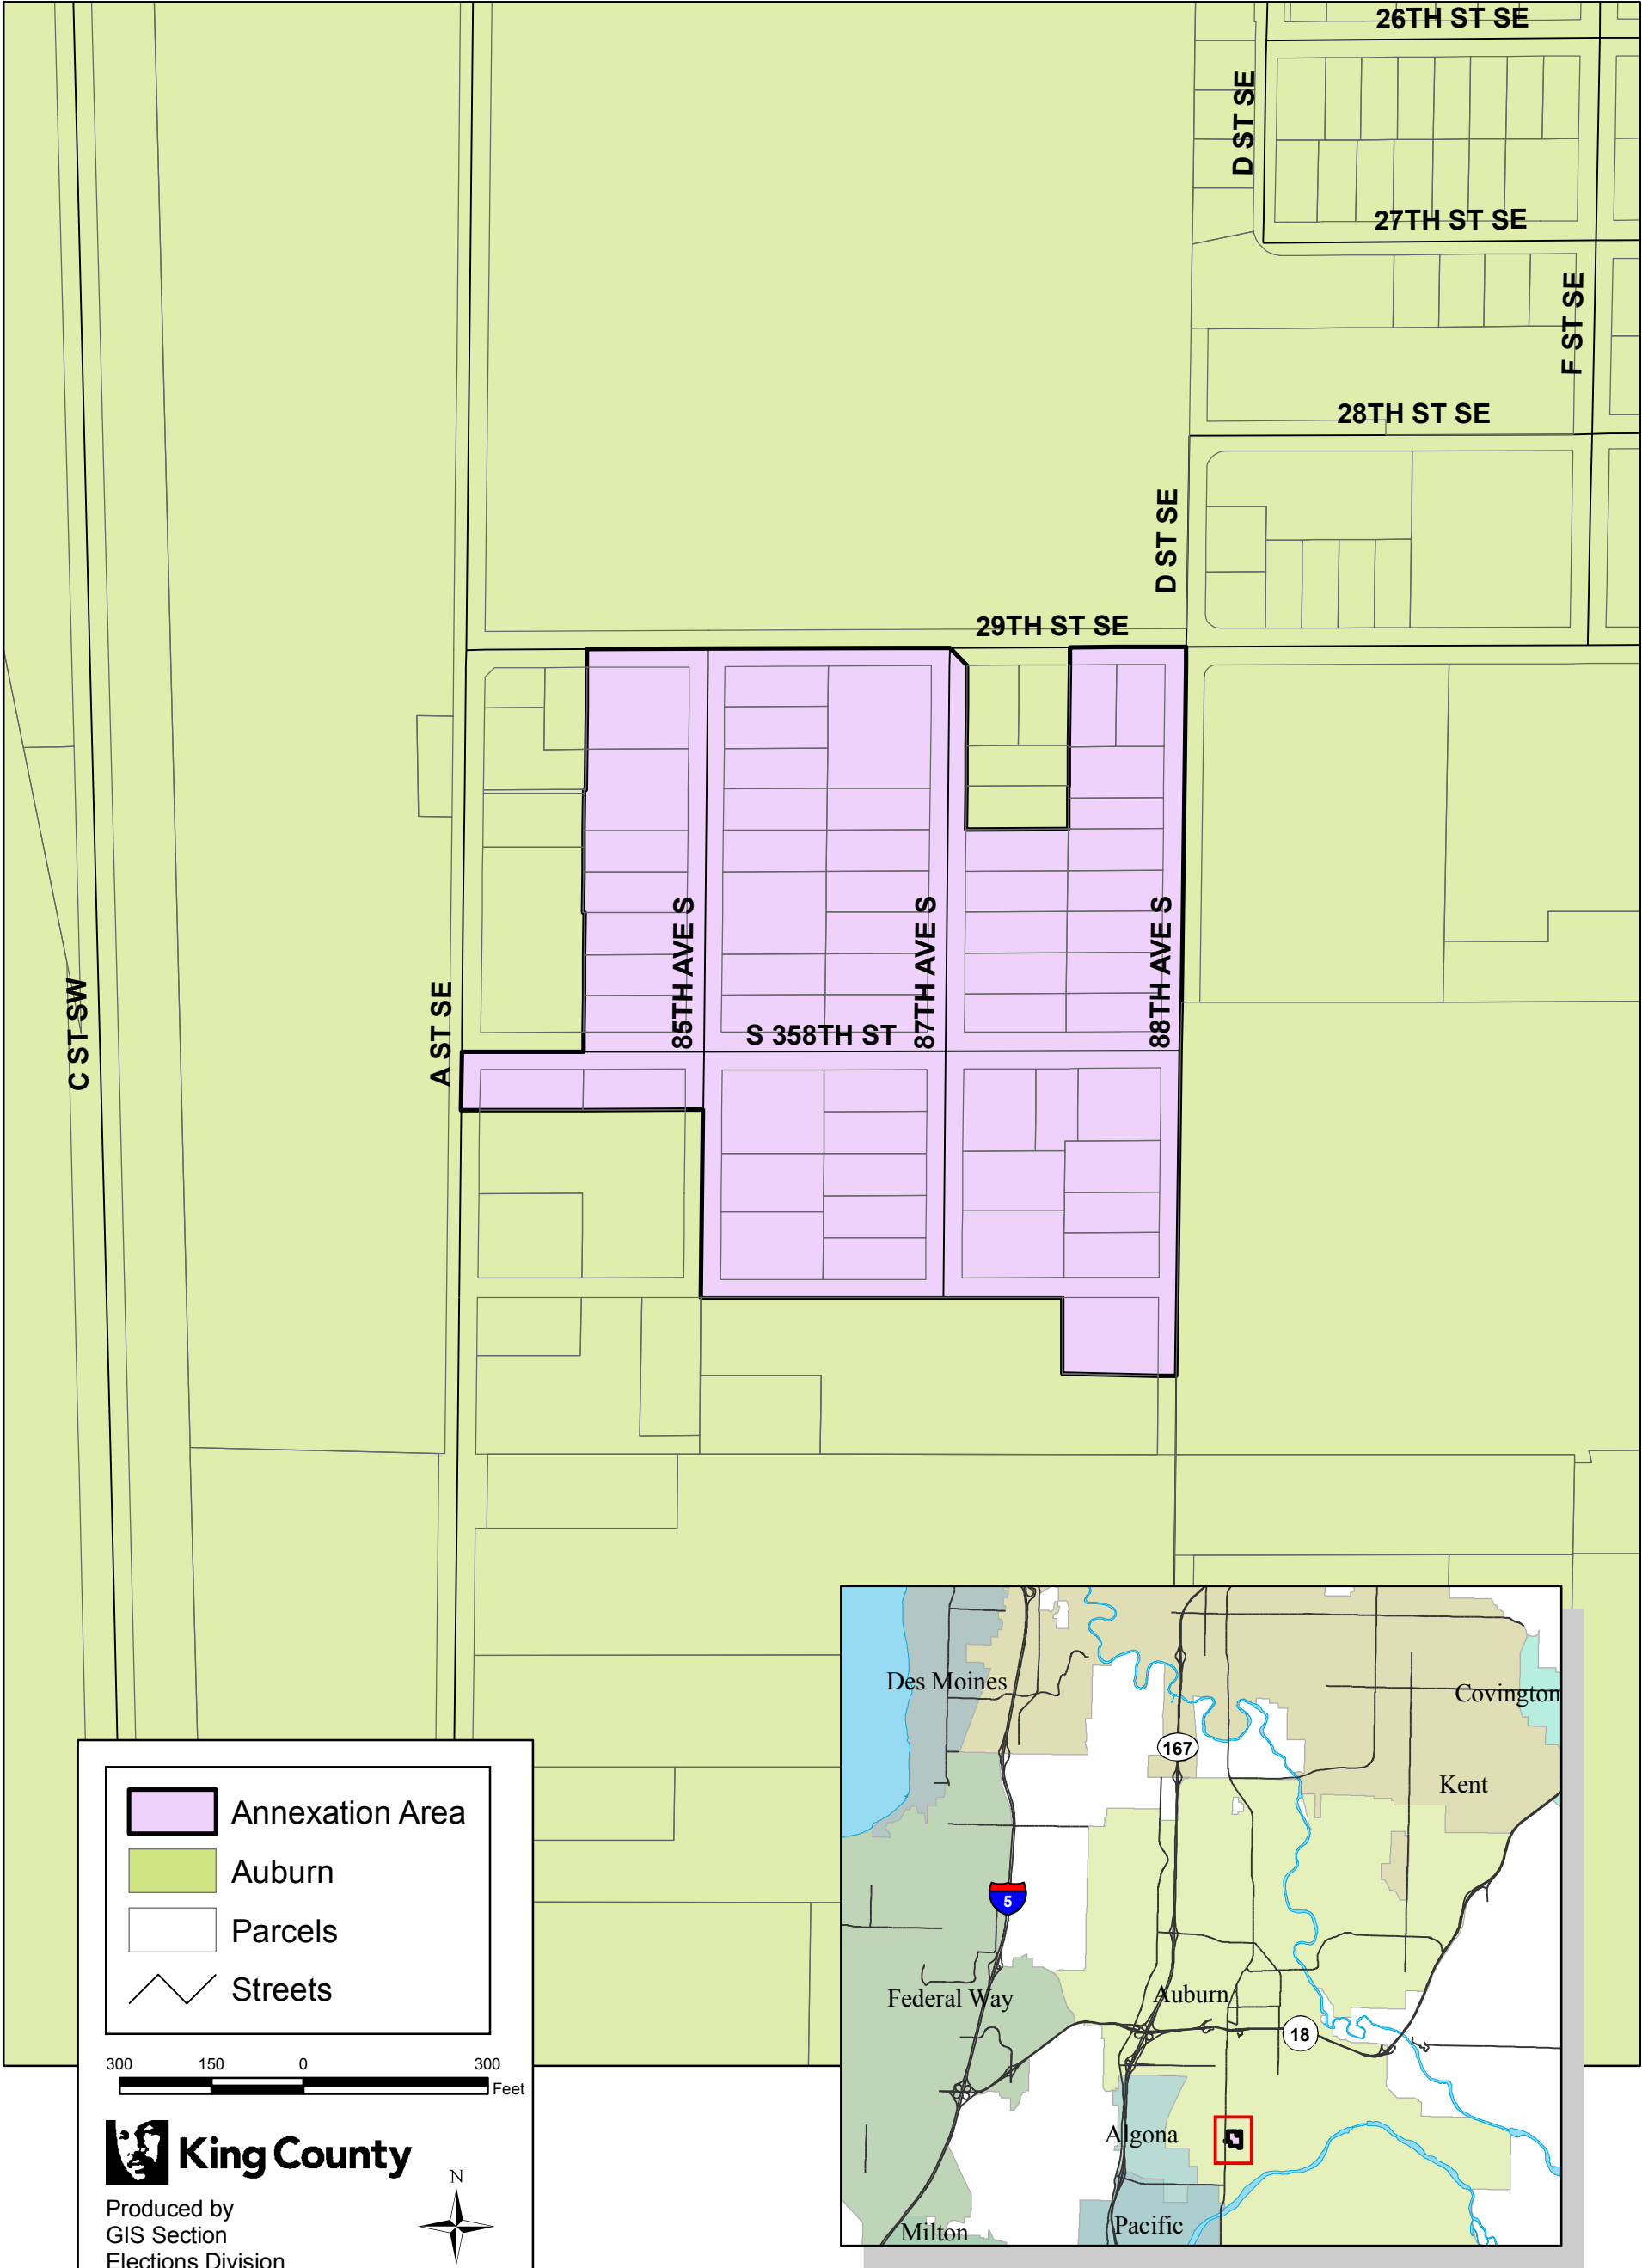 26TH ST SE
D ST SE
27TH ST SE
F ST SE
28TH ST SE
D ST SE
29TH ST SE
85TH AVE S
87TH AVE S
88TH AVE S
S 358TH ST
A ST SE
C ST SW
Annexation Area
Auburn
Parcels
Streets
300 150 0 300
Feet
King County
N
Produced by
GIS Section
Elections Division
Des Moines
Covington
167
Kent
5
Federal Way
Auburn
18
Algona
Milton
Pacific